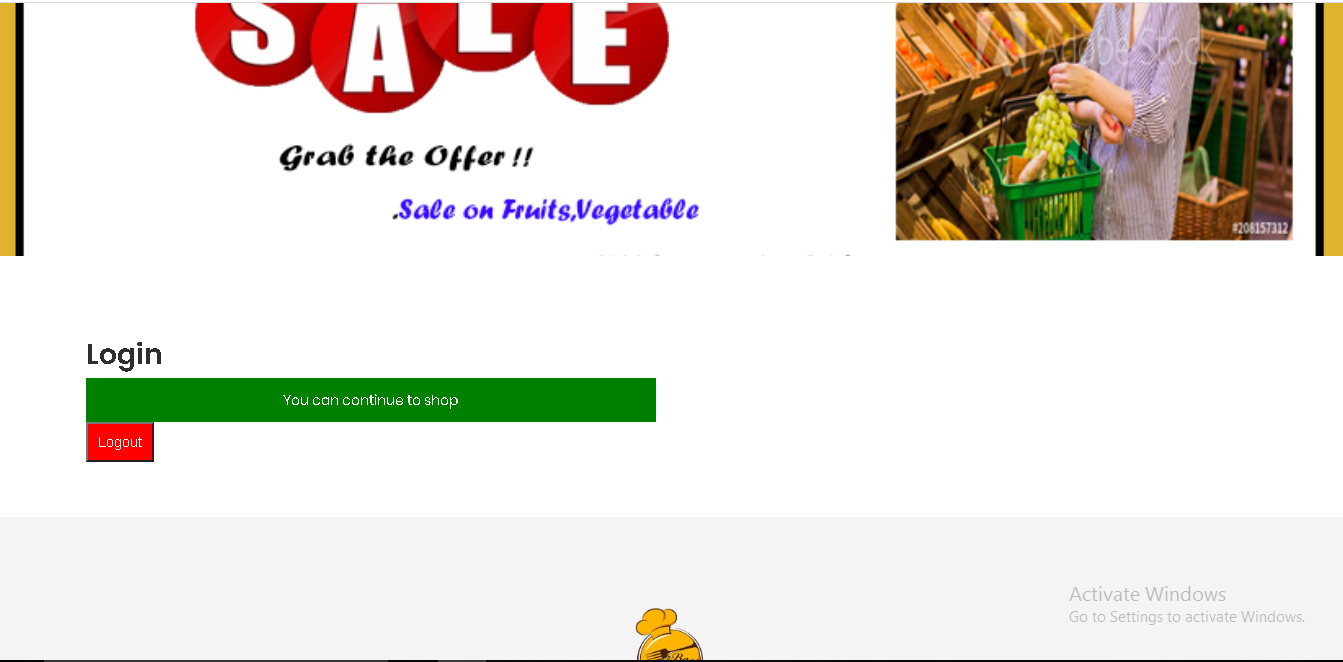 SALE
Adobe Stock
Grab the Offer !!
.Sale on Fruits,Vegetable
#208157312
Login
You can continue to shop
Logout
Activate Windows
Go to Settings to activate Windows.